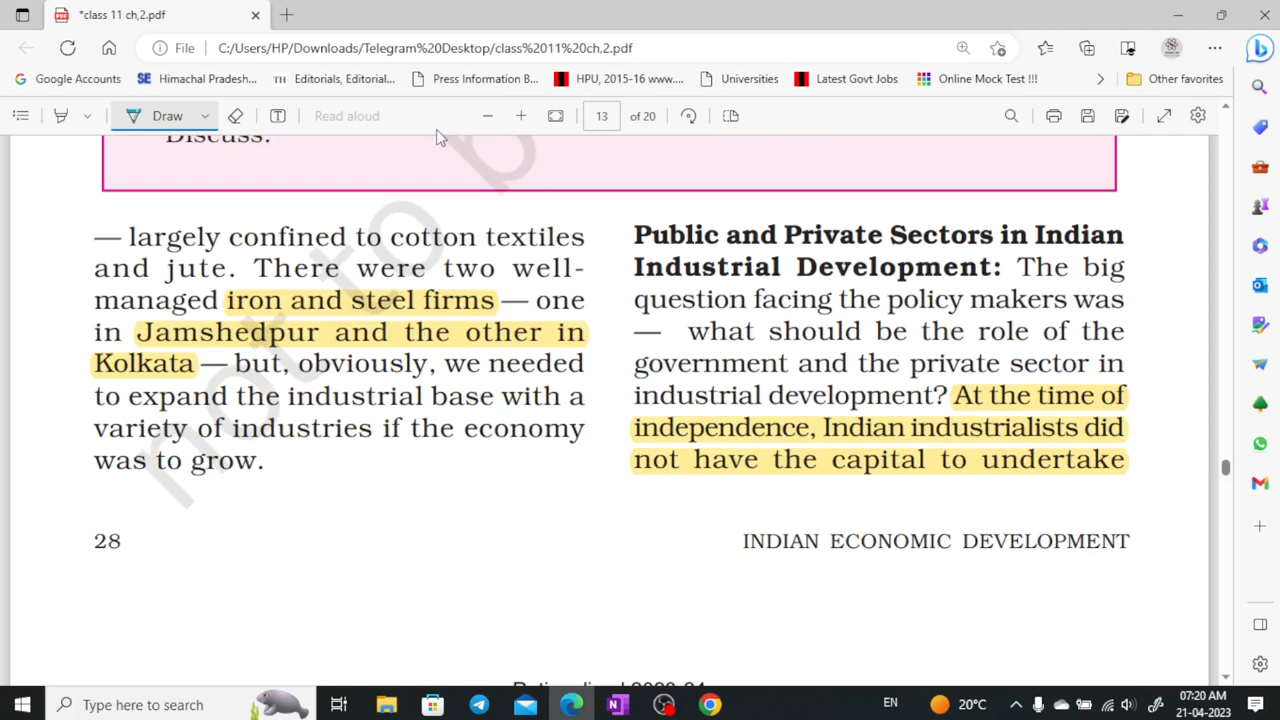 *class 11 ch,2.pdf
File C:/Users/HP/Downloads/Telegram%20Desktop/class%2011%20ch,2.pdf
Google Accounts SE Himachal Pradesh... TH Editorials, Editorial... Press Information B... HPU, 2015-16 www.... Universities Latest Govt Jobs Online Mock Test !!! Other favorites
Draw Read aloud 13 of 20
Discuss.
— largely confined to cotton textiles
and jute. There were two well-
managed iron and steel firms — one
in Jamshedpur and the other in
Kolkata — but, obviously, we needed
to expand the industrial base with a
variety of industries if the economy
was to grow.
Public and Private Sectors in Indian
Industrial Development: The big
question facing the policy makers was
— what should be the role of the
government and the private sector in
industrial development? At the time of
independence, Indian industrialists did
not have the capital to undertake
not to b
28
INDIAN ECONOMIC DEVELOPMENT
Type here to search
EN 20°C 07:20 AM
21-04-2023